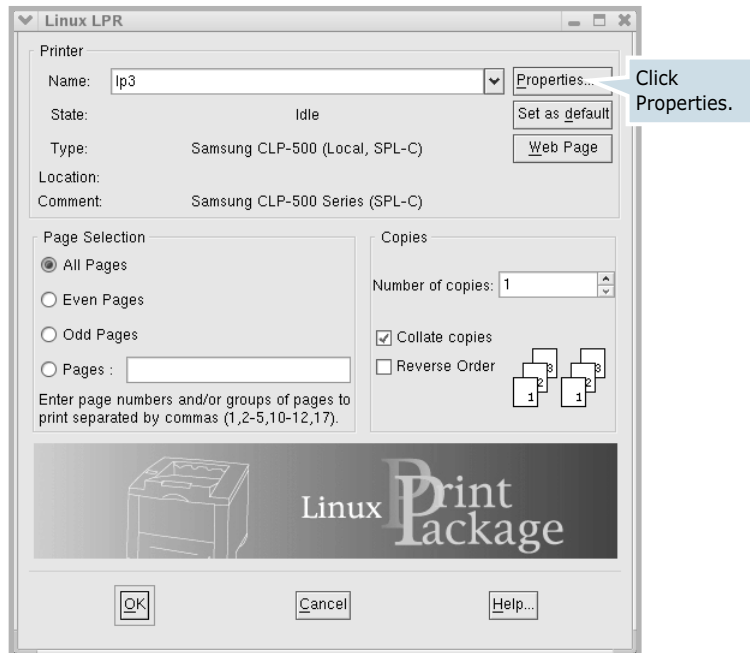 Linux LPR
Printer
Name: lp3 Properties...
Click
Properties.
State: Idle Set as default
Type: Samsung CLP-500 (Local, SPL-C) Web Page
Location:
Comment: Samsung CLP-500 Series (SPL-C)
Page Selection
All Pages
Even Pages
Odd Pages
Pages :
Enter page numbers and/or groups of pages to
print separated by commas (1,2-5,10-12,17).
Copies
Number of copies: 1
Collate copies
Reverse Order
1 2 3 1 2 3
Linux Print
Package
OK Cancel Help...